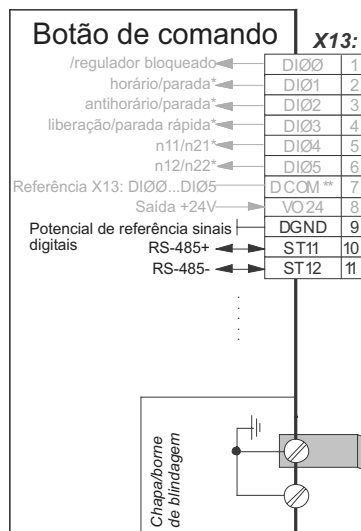 Botão de comando X13:
/regulador bloqueado DIØØ 1
horário/parada* DIØ1 2
antihorário/parada* DIØ2 3
liberação/parada rápida* DIØ3 4
n11/n21* DIØ4 5
n12/n22* DIØ5 6
Referência X13: DIØØ...DIØ5 DCOM** 7
Saída +24V VO24 8
Potencial de referência sinais digitais DGND 9
RS-485+ ST11 10
RS-485- ST12 11
Chapa/borne
de blindagem